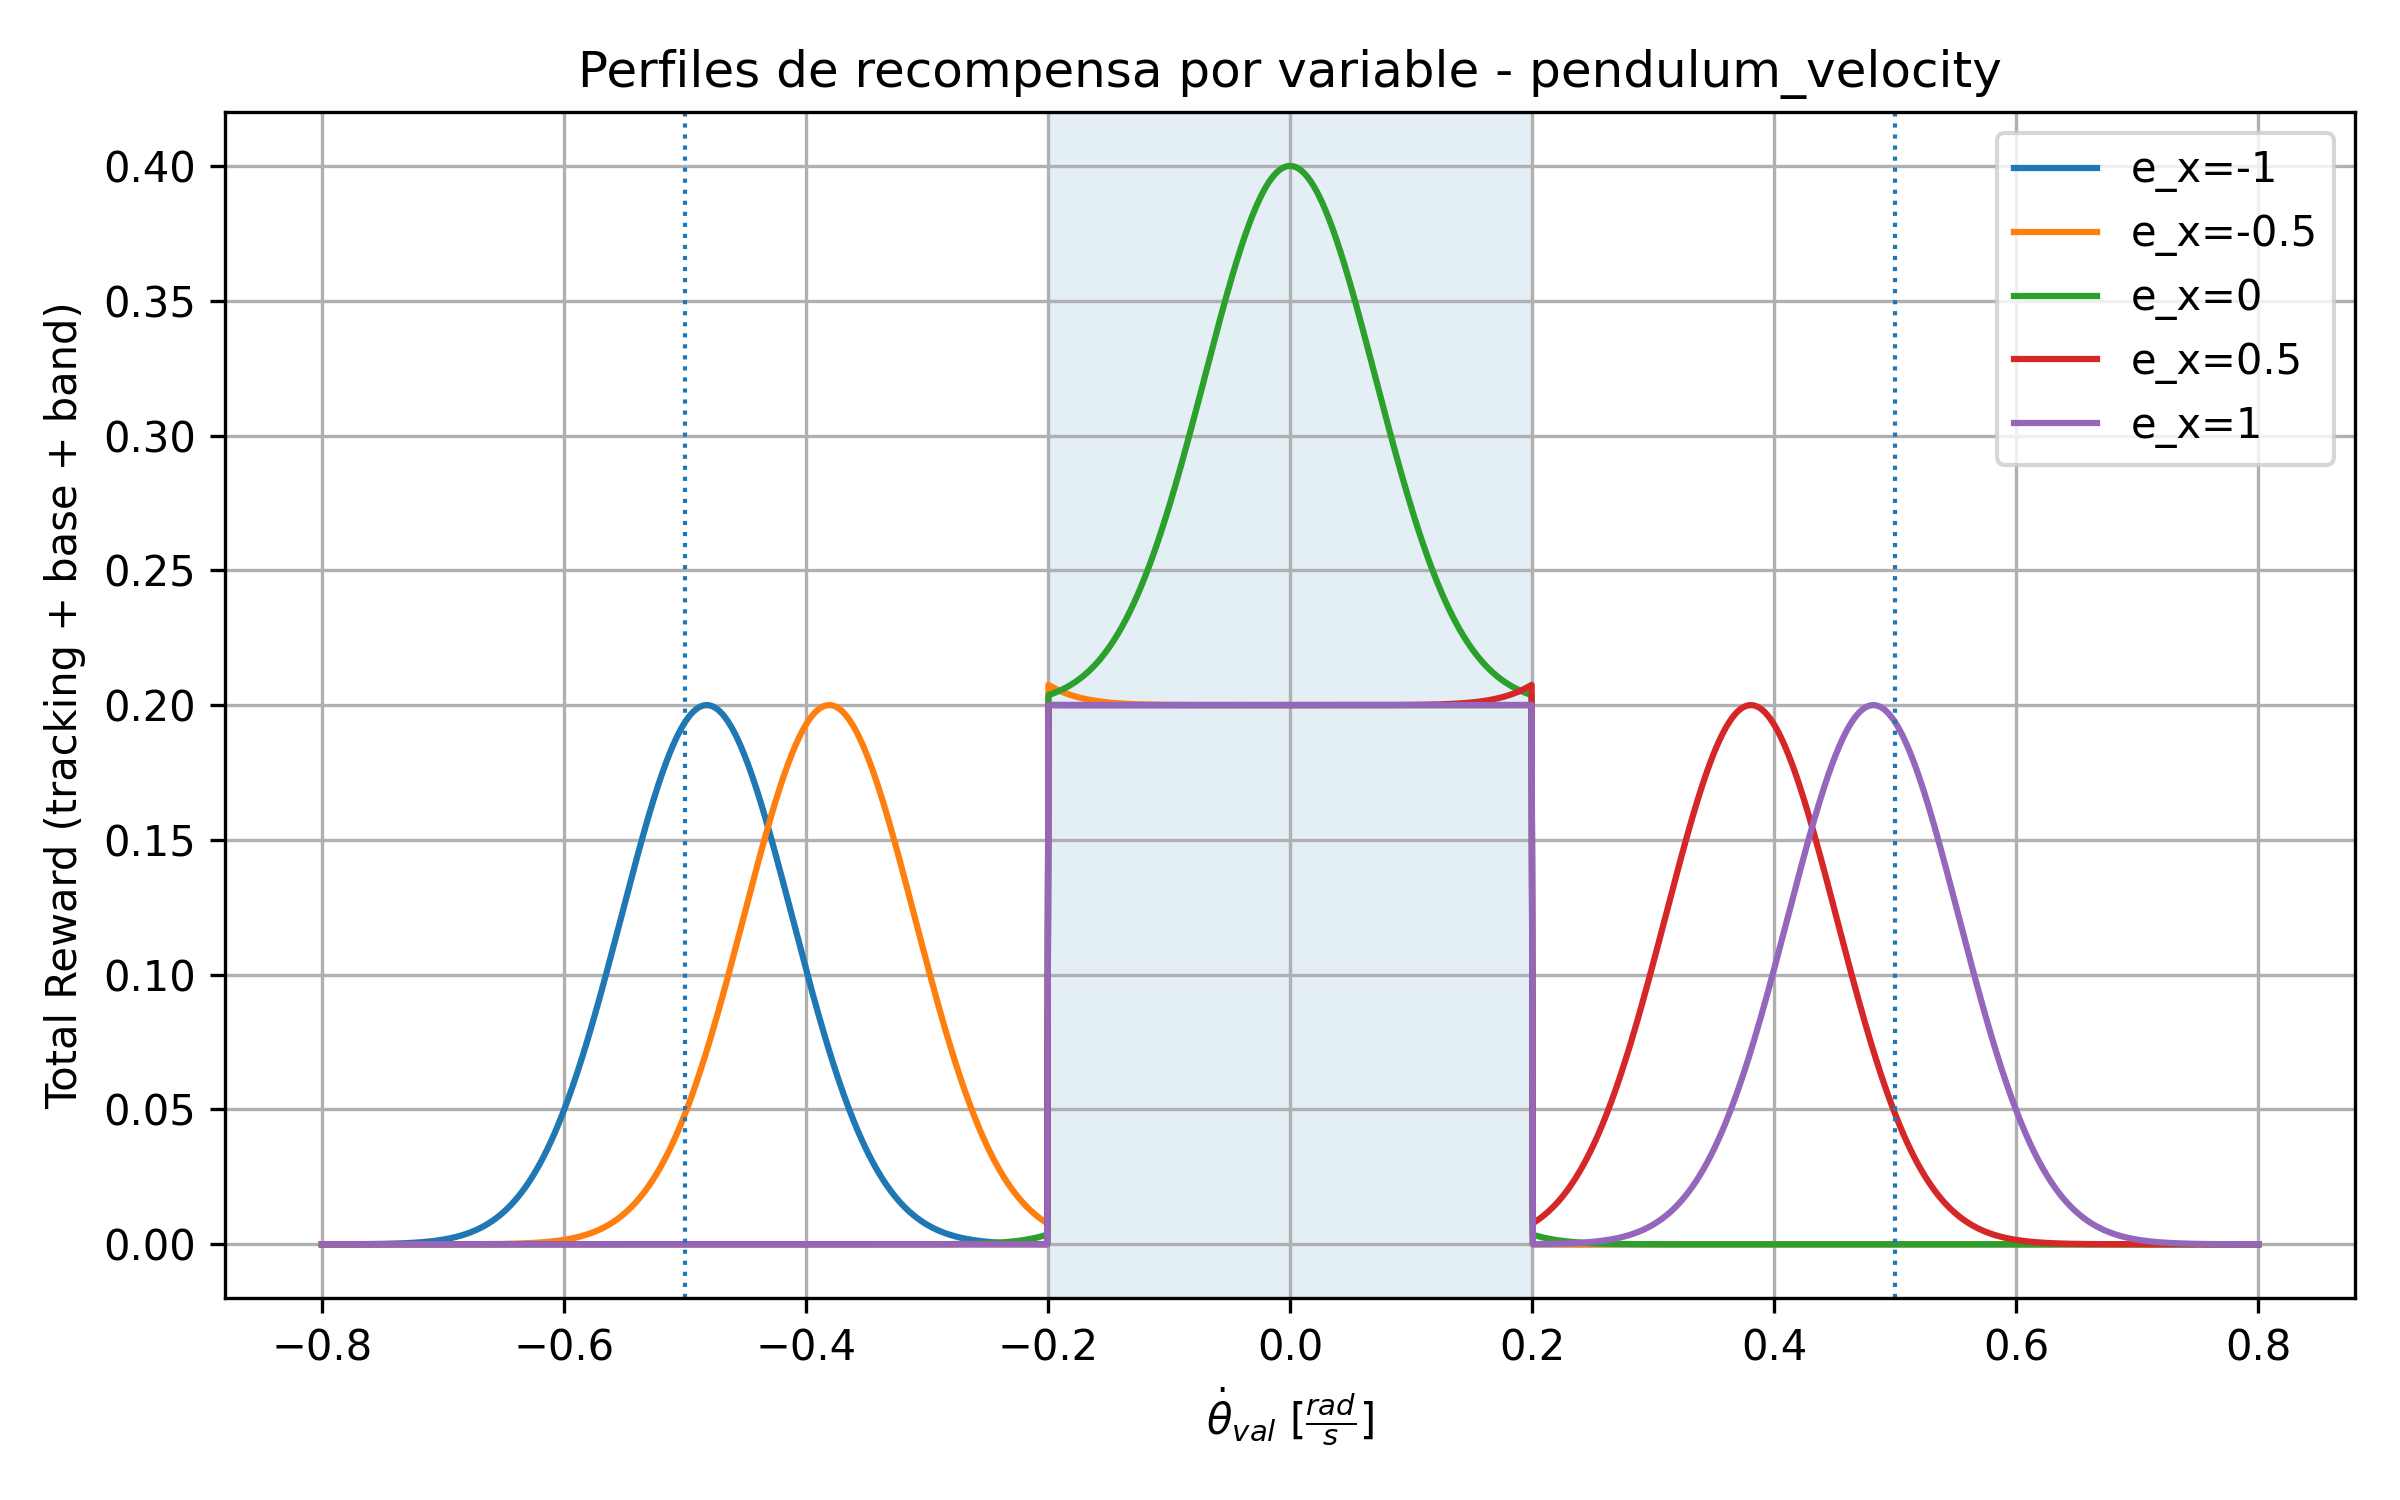 Perfiles de recompensa por variable - pendulum_velocity
Total Reward (tracking + base + band)
0.40
0.35
0.30
0.25
0.20
0.15
0.10
0.05
0.00
e_x=-1
e_x=-0.5
e_x=0
e_x=0.5
e_x=1
−0.8 −0.6 −0.4 −0.2 0.0 0.2 0.4 0.6 0.8
θ̇_val [rad/s]